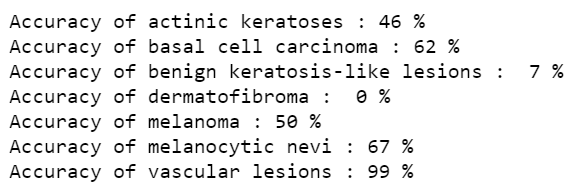 Accuracy of actinic keratoses : 46 %
Accuracy of basal cell carcinoma : 62 %
Accuracy of benign keratosis-like lesions :  7 %
Accuracy of dermatofibroma :  0 %
Accuracy of melanoma : 50 %
Accuracy of melanocytic nevi : 67 %
Accuracy of vascular lesions : 99 %